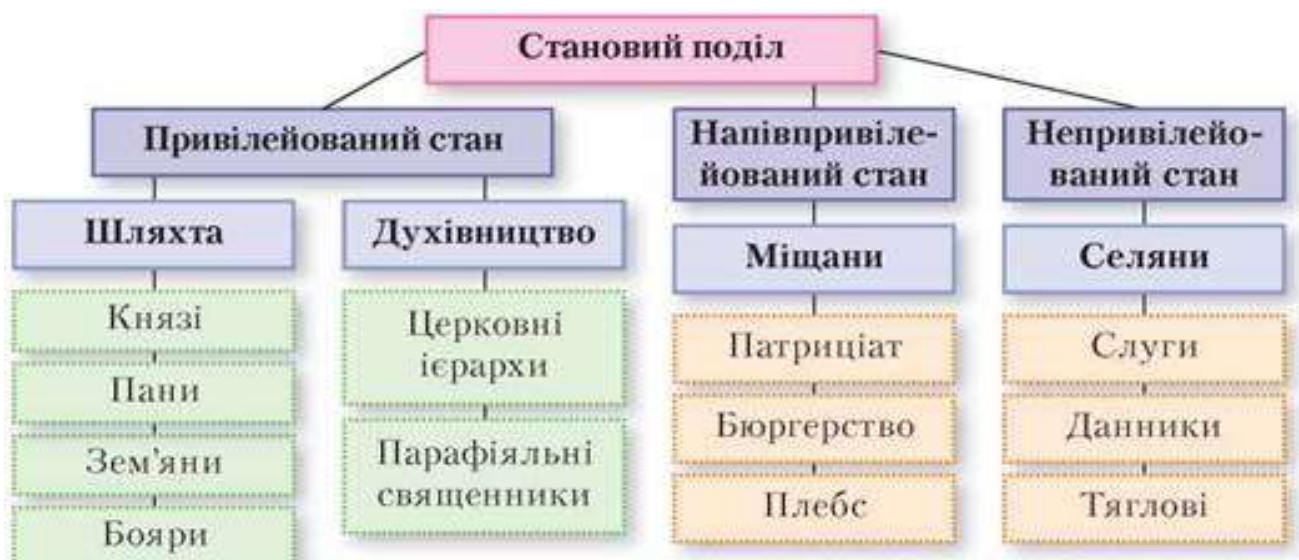 Становий поділ
Привілейований стан
Шляхта
Князі
Пани
Зем'яни
Бояри
Духівництво
Церковні
ієрархи
Парафіяльні
священники
Напівпривіле-
йований стан
Міщани
Патриціат
Бюргерство
Плебс
Непривілейо-
ваний стан
Селяни
Слуги
Данники
Тяглові